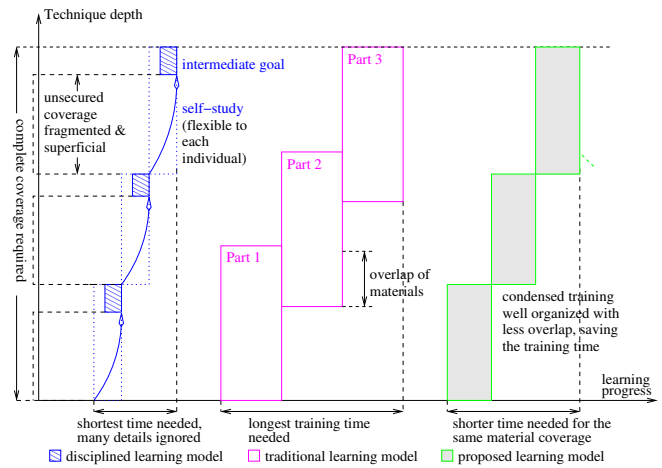 Technique depth
complete coverage required
unsecured
coverage
fragmented &
superficial
intermediate goal
self−study
(flexible to
each
individual)
Part 1
Part 2
Part 3
overlap of
materials
condensed training
well organized with
less overlap, saving
the training time
learning
progress
shortest time needed,
many details ignored
longest training time
needed
shorter time needed for the
same material coverage
disciplined learning model
traditional learning model
proposed learning model